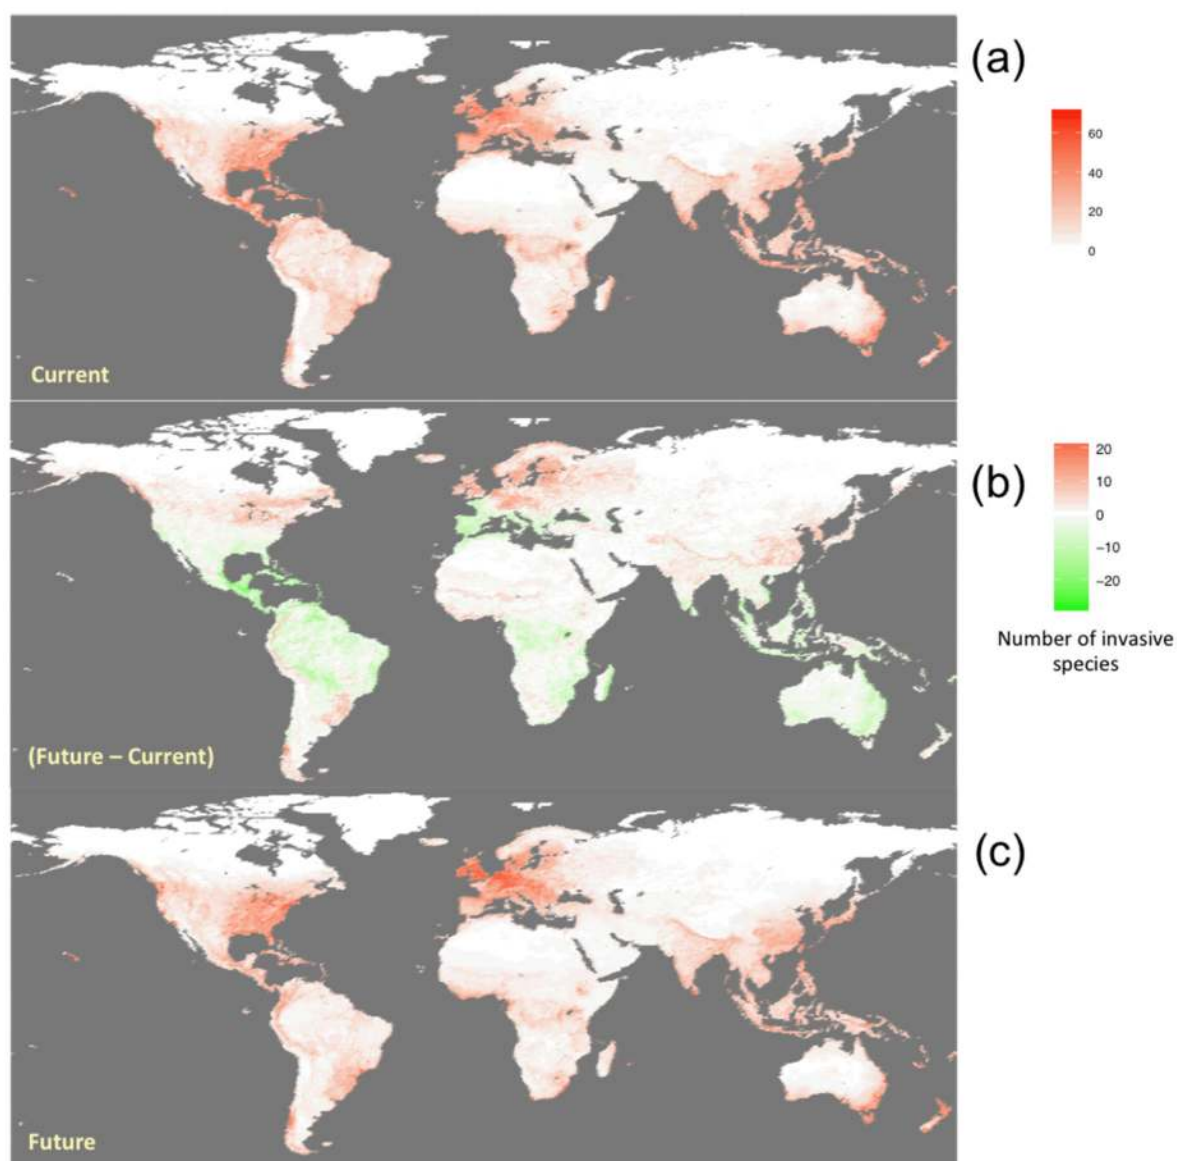 (a)
60
40
20
0
Current
(b)
20
10
0
−10
−20
Number of invasive
species
(Future – Current)
(c)
Future